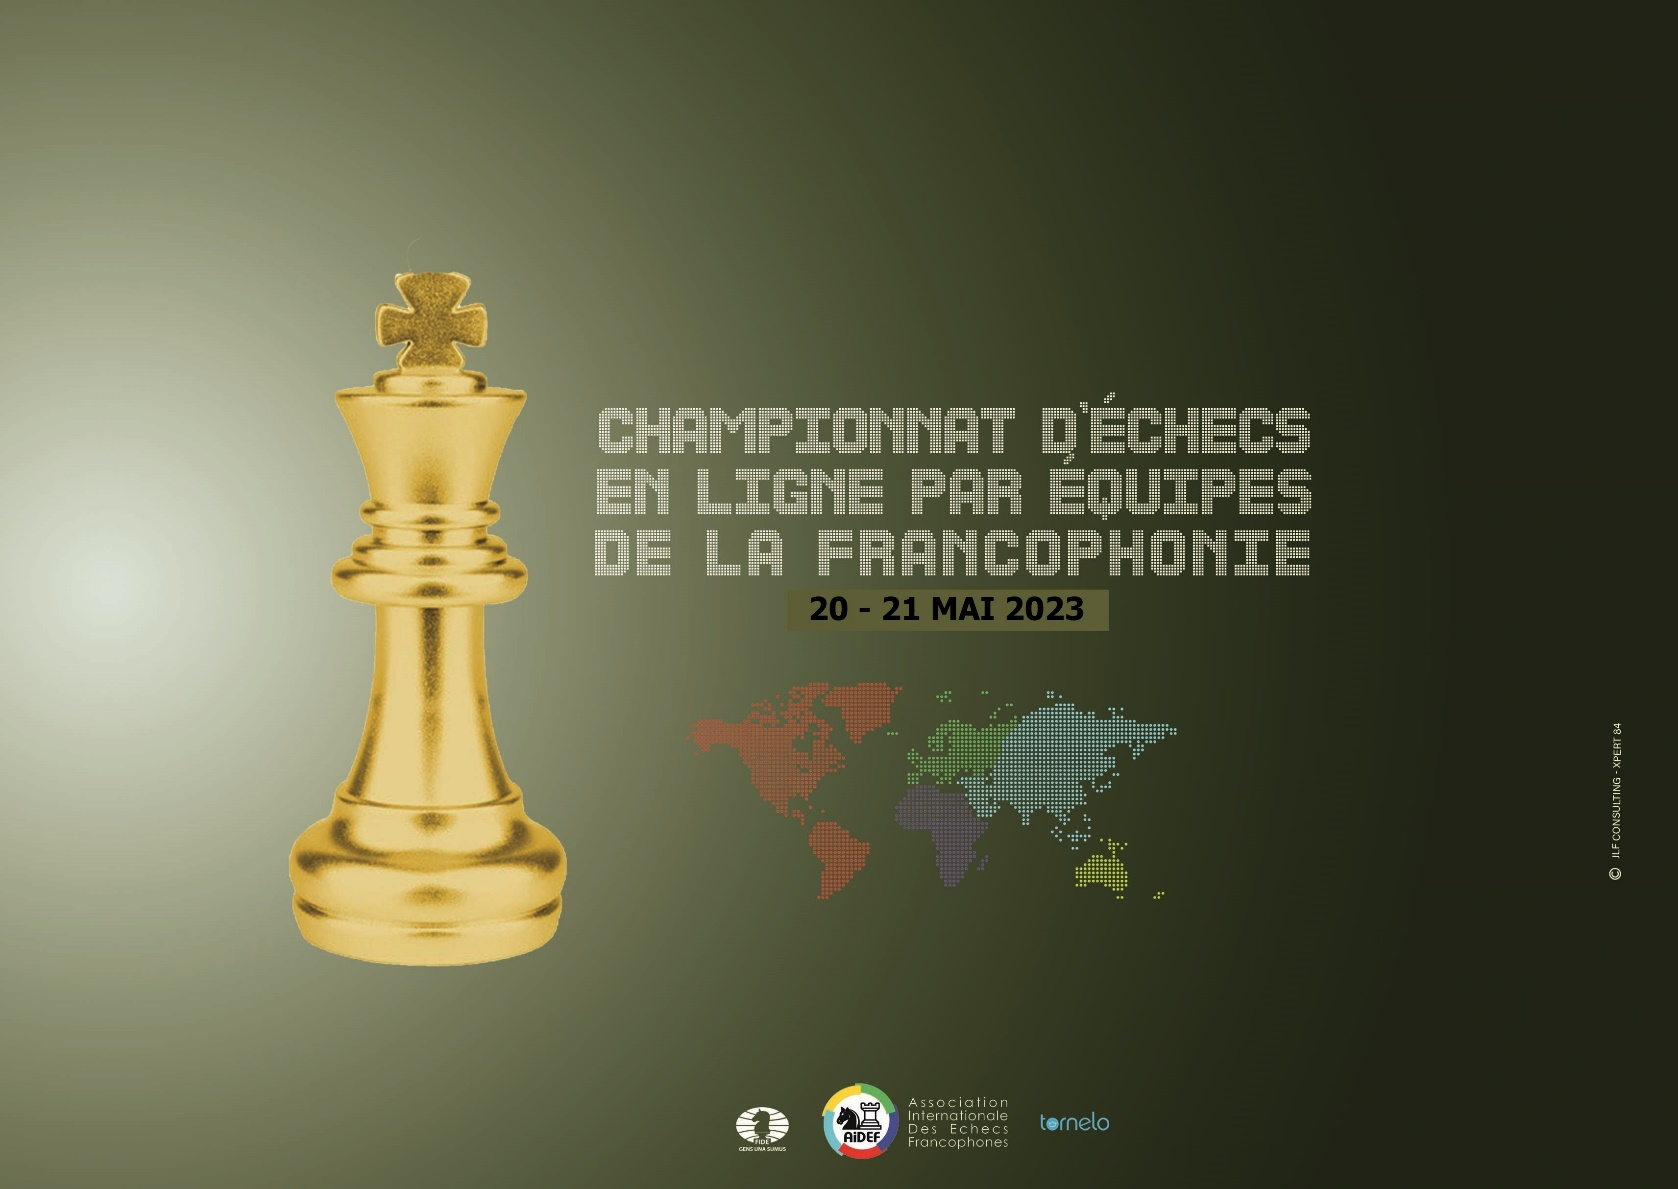 CHAMPIONNAT D'ÉCHECS
EN LIGNE PAR ÉQUIPES
DE LA FRANCOPHONIE
20 - 21 MAI 2023
© JLF CONSULTING - XPERT 84
FIDE
GENS UNA SUMUS
AiDEF
Association
Internationale
Des Echecs
Francophones
tornelo